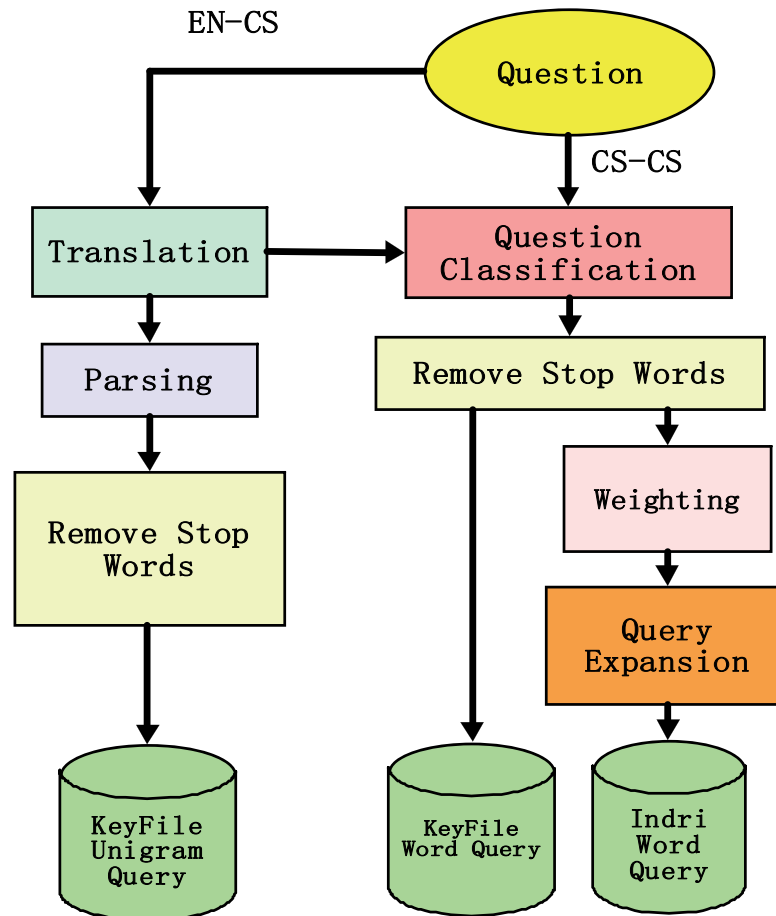 EN-CS
Question
CS-CS
Translation
Question
Classification
Parsing
Remove Stop Words
Remove Stop
Words
Weighting
Query
Expansion
KeyFile
Unigram
Query
KeyFile
Word Query
Indri
Word
Query